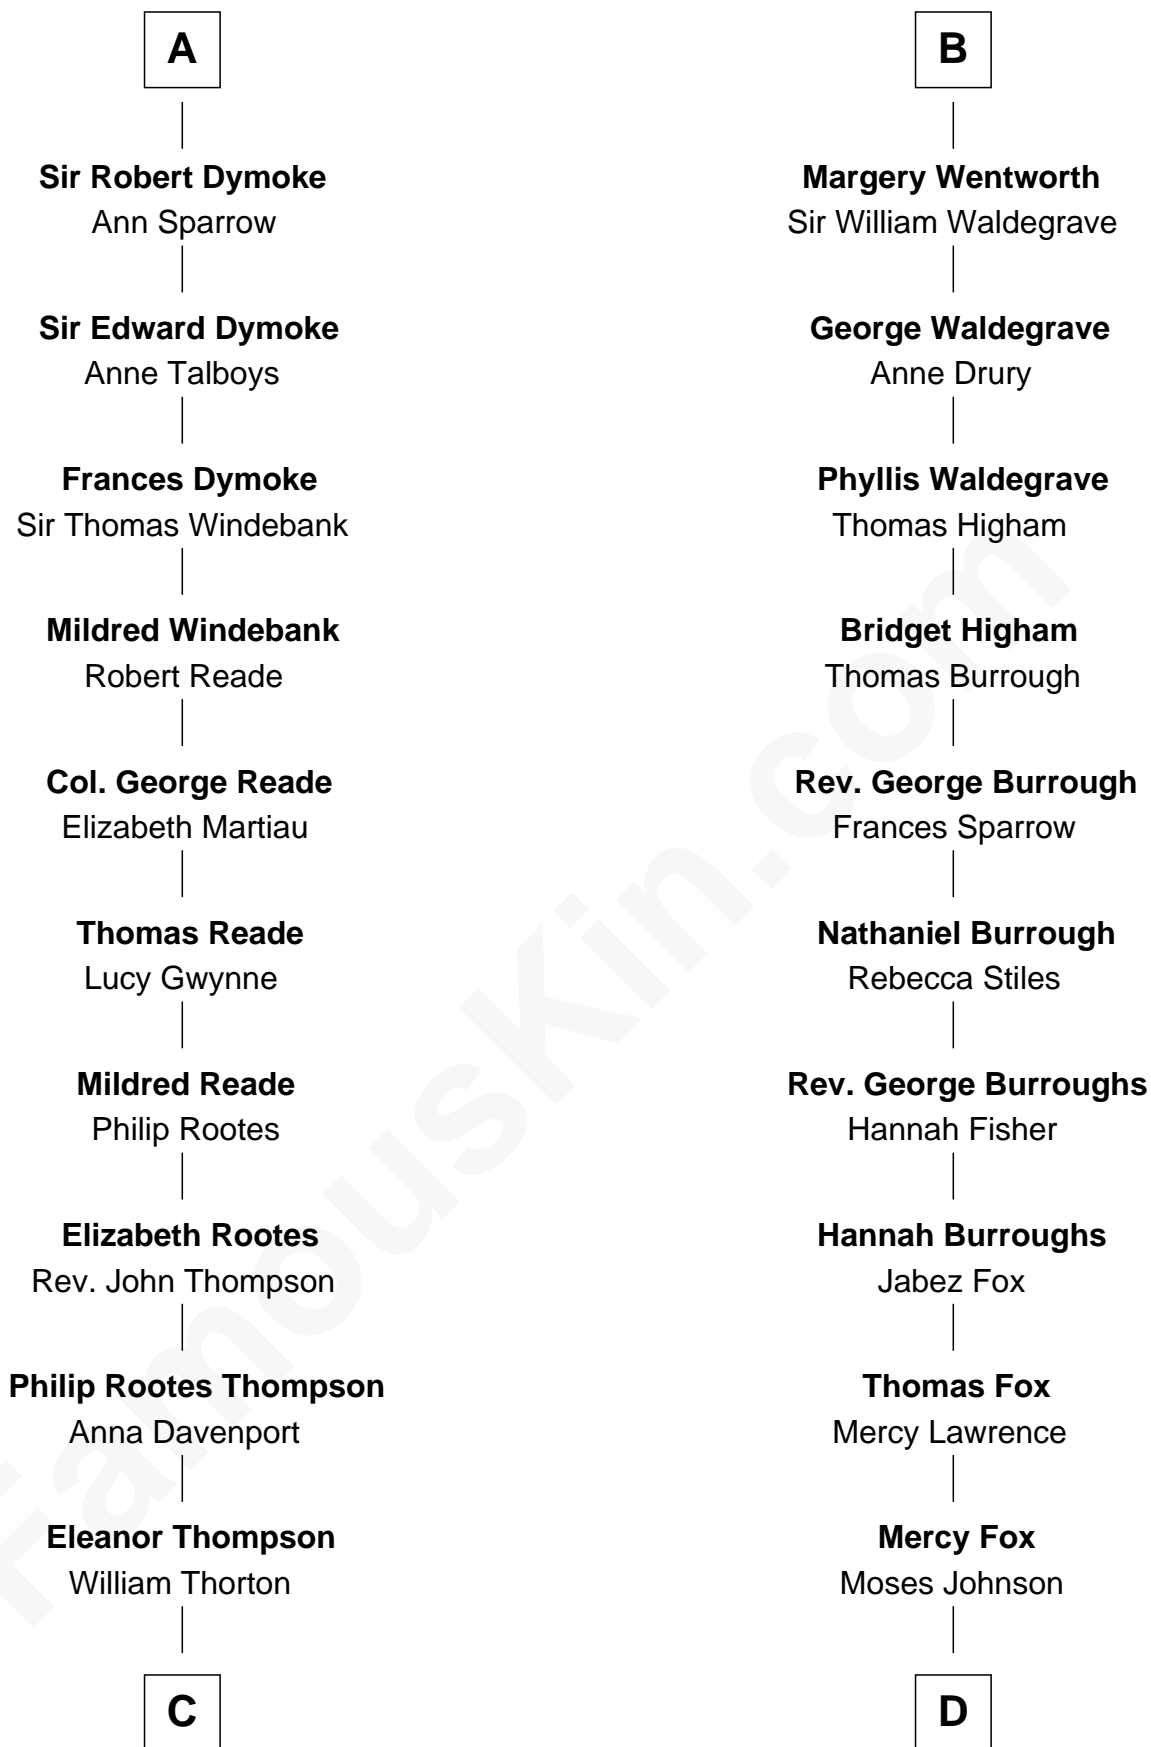 A
Sir Robert Dymoke
Ann Sparrow
Sir Edward Dymoke
Anne Talboys
Frances Dymoke
Sir Thomas Windebank
Mildred Windebank
Robert Reade
Col. George Reade
Elizabeth Martiau
Thomas Reade
Lucy Gwynne
Mildred Reade
Philip Rootes
Elizabeth Rootes
Rev. John Thompson
Philip Rootes Thompson
Anna Davenport
Eleanor Thompson
William Thorton
C
B
Margery Wentworth
Sir William Waldegrave
George Waldegrave
Anne Drury
Phyllis Waldegrave
Thomas Higham
Bridget Higham
Thomas Burrough
Rev. George Burrough
Frances Sparrow
Nathaniel Burrough
Rebecca Stiles
Rev. George Burroughs
Hannah Fisher
Hannah Burroughs
Jabez Fox
Thomas Fox
Mercy Lawrence
Mercy Fox
Moses Johnson
D
FamousKin.com